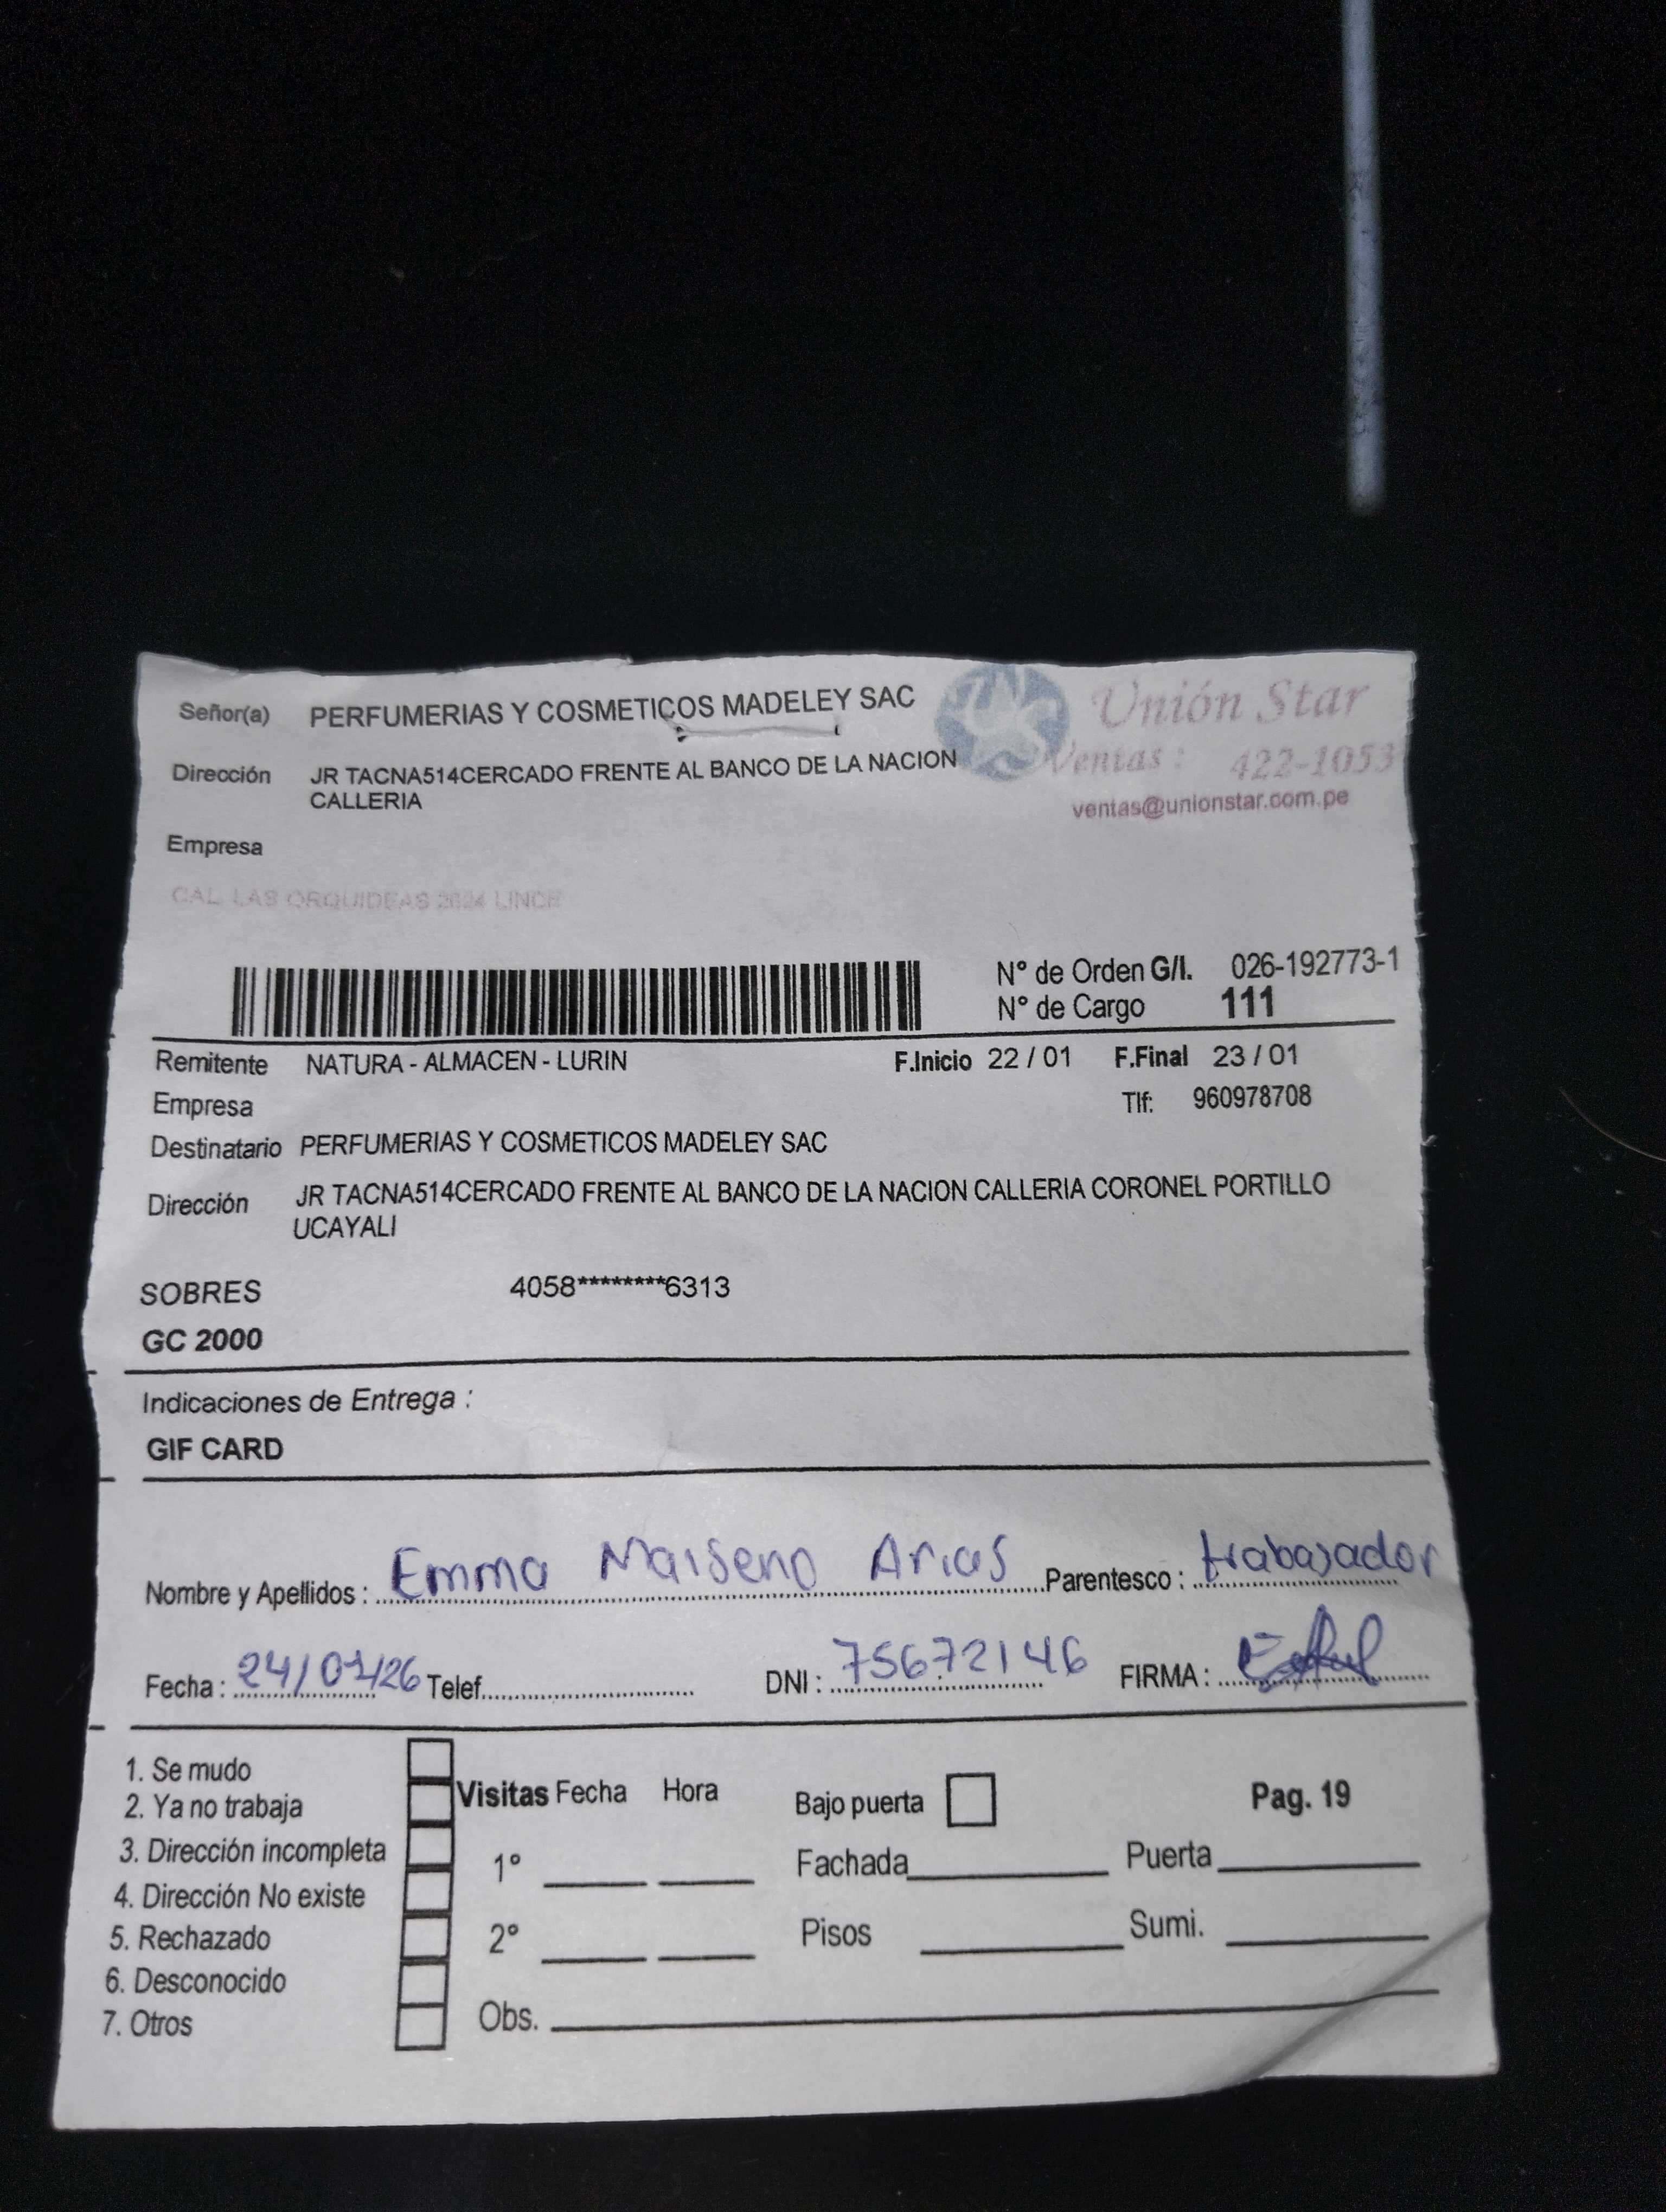 Señor(a) PERFUMERIAS Y COSMETICOS MADELEY SAC
Unión Star
Dirección JR TACNA514CERCADO FRENTE AL BANCO DE LA NACION
CALLERIA
Ventas : 422-1053
ventas@unionstar.com.pe
Empresa
CAL. LAS ORQUIDEAS LINCE
N° de Orden G/I. 026-192773-1
N° de Cargo 111
Remitente NATURA - ALMACEN - LURIN F.Inicio 22 / 01 F.Final 23 / 01
Empresa Tlf: 960978708
Destinatario PERFUMERIAS Y COSMETICOS MADELEY SAC
Dirección JR TACNA514CERCADO FRENTE AL BANCO DE LA NACION CALLERIA CORONEL PORTILLO
UCAYALI
SOBRES 4058********6313
GC 2000
Indicaciones de Entrega :
GIF CARD
Nombre y Apellidos : Emma Arias Parentesco : trabajador
Fecha : 24/01/26 Telef. DNI : 75672146 FIRMA :
1. Se mudo
2. Ya no trabaja
3. Dirección incompleta
4. Dirección No existe
5. Rechazado
6. Desconocido
7. Otros
Visitas Fecha Hora Bajo puerta Pag. 19
1° Fachada Puerta
2° Pisos Sumi.
Obs.